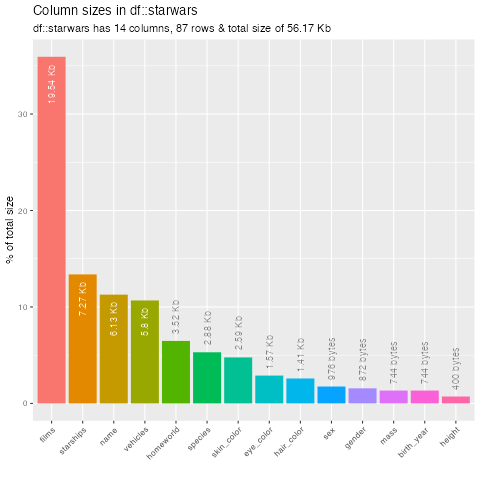 Column sizes in df::starwars
df::starwars has 14 columns, 87 rows & total size of 56.17 Kb
% of total size
30
20
10
0
19.54 Kb
7.27 Kb
6.13 Kb
5.8 Kb
3.52 Kb
2.88 Kb
2.59 Kb
1.57 Kb
1.41 Kb
976 bytes
872 bytes
744 bytes
744 bytes
400 bytes
films
starships
name
vehicles
homeworld
species
skin_color
eye_color
hair_color
sex
gender
mass
birth_year
height